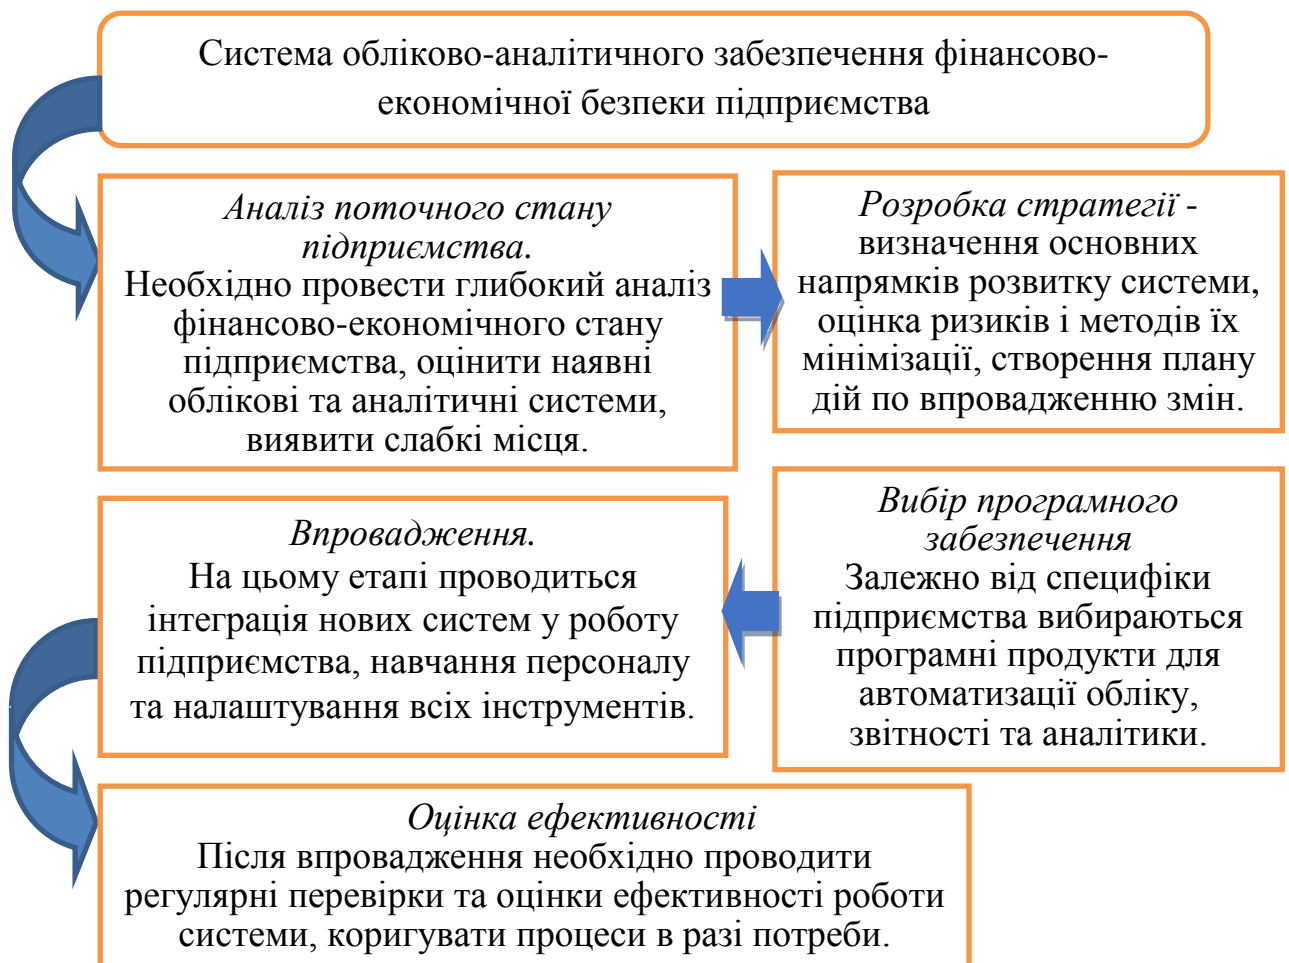 Система обліково-аналітичного забезпечення фінансово-
економічної безпеки підприємства
Аналіз поточного стану
підприємства.
Необхідно провести глибокий аналіз
фінансово-економічного стану
підприємства, оцінити наявні
облікові та аналітичні системи,
виявити слабкі місця.
Розробка стратегії -
визначення основних
напрямків розвитку системи,
оцінка ризиків і методів їх
мінімізації, створення плану
дій по впровадженню змін.
Вибір програмного
забезпечення
Залежно від специфіки
підприємства вибираються
програмні продукти для
автоматизації обліку,
звітності та аналітики.
Впровадження.
На цьому етапі проводиться
інтеграція нових систем у роботу
підприємства, навчання персоналу
та налаштування всіх інструментів.
Оцінка ефективності
Після впровадження необхідно проводити
регулярні перевірки та оцінки ефективності роботи
системи, коригувати процеси в разі потреби.